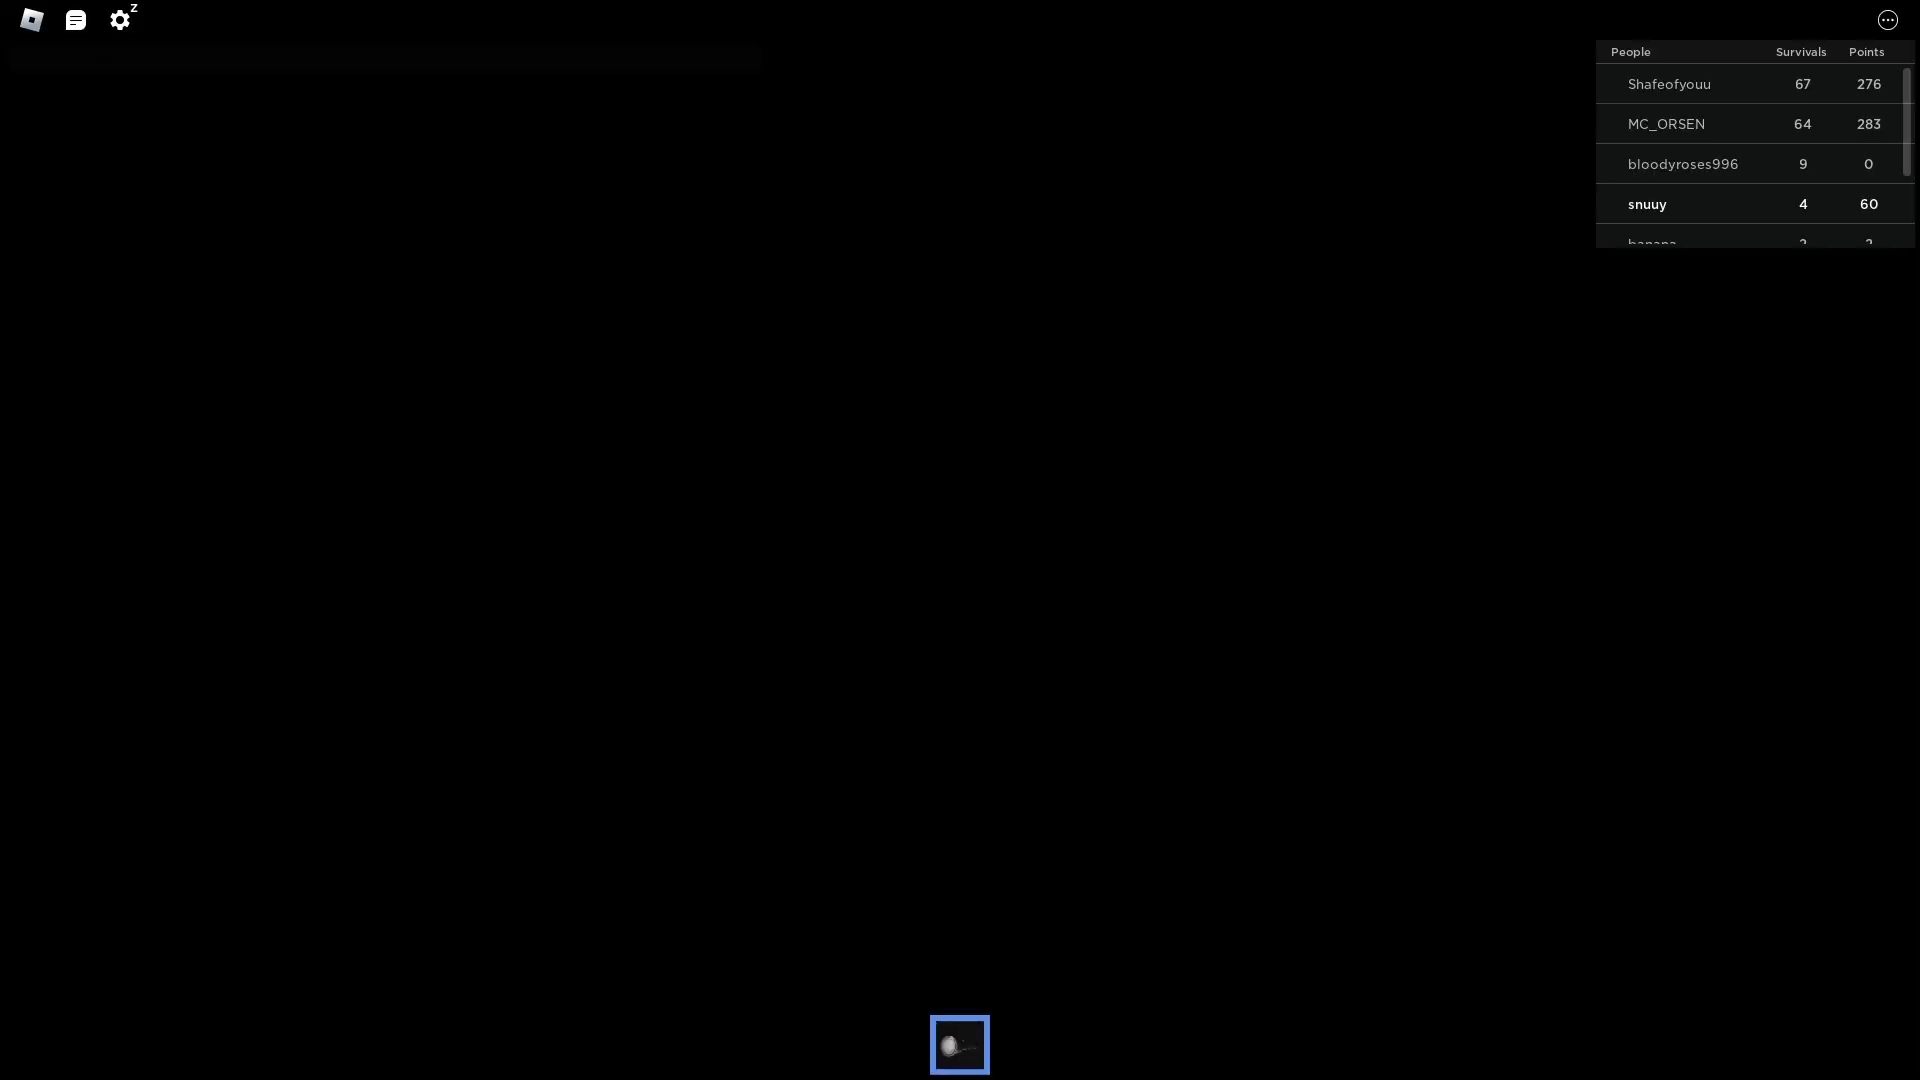 Z
People Survivals Points
Shafeofyouu 67 276
MC_ORSEN 64 283
bloodyroses996 9 0
snuuy 4 60